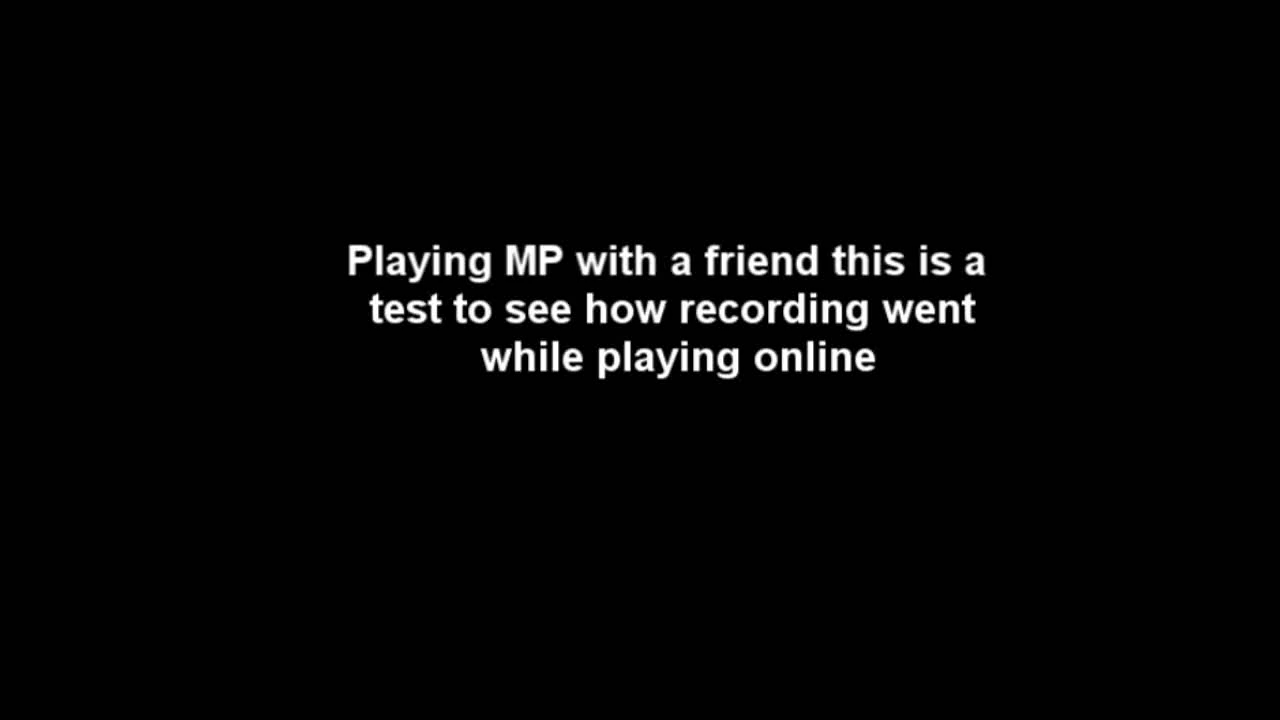 Playing MP with a friend this is a
test to see how recording went
while playing online